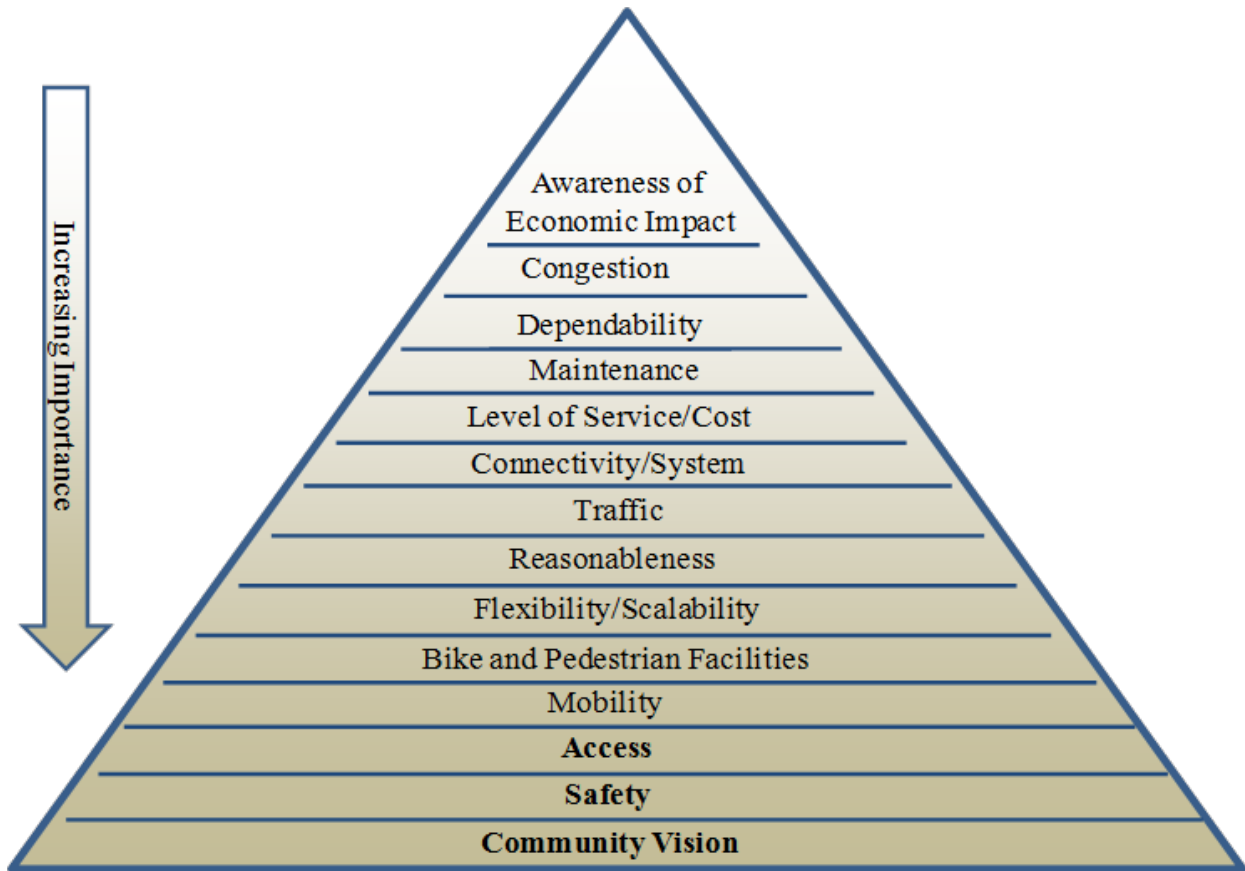 Increasing Importance
Awareness of
Economic Impact
Congestion
Dependability
Maintenance
Level of Service/Cost
Connectivity/System
Traffic
Reasonableness
Flexibility/Scalability
Bike and Pedestrian Facilities
Mobility
Access
Safety
Community Vision